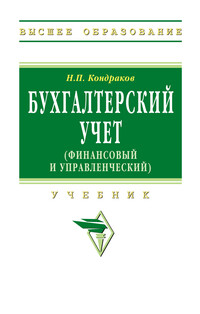 ВЫСШЕЕ ОБРАЗОВАНИЕ
Н.П. Кондраков
БУХГАЛТЕРСКИЙ
УЧЕТ
(ФИНАНСОВЫЙ
И УПРАВЛЕНЧЕСКИЙ)
УЧЕБНИК